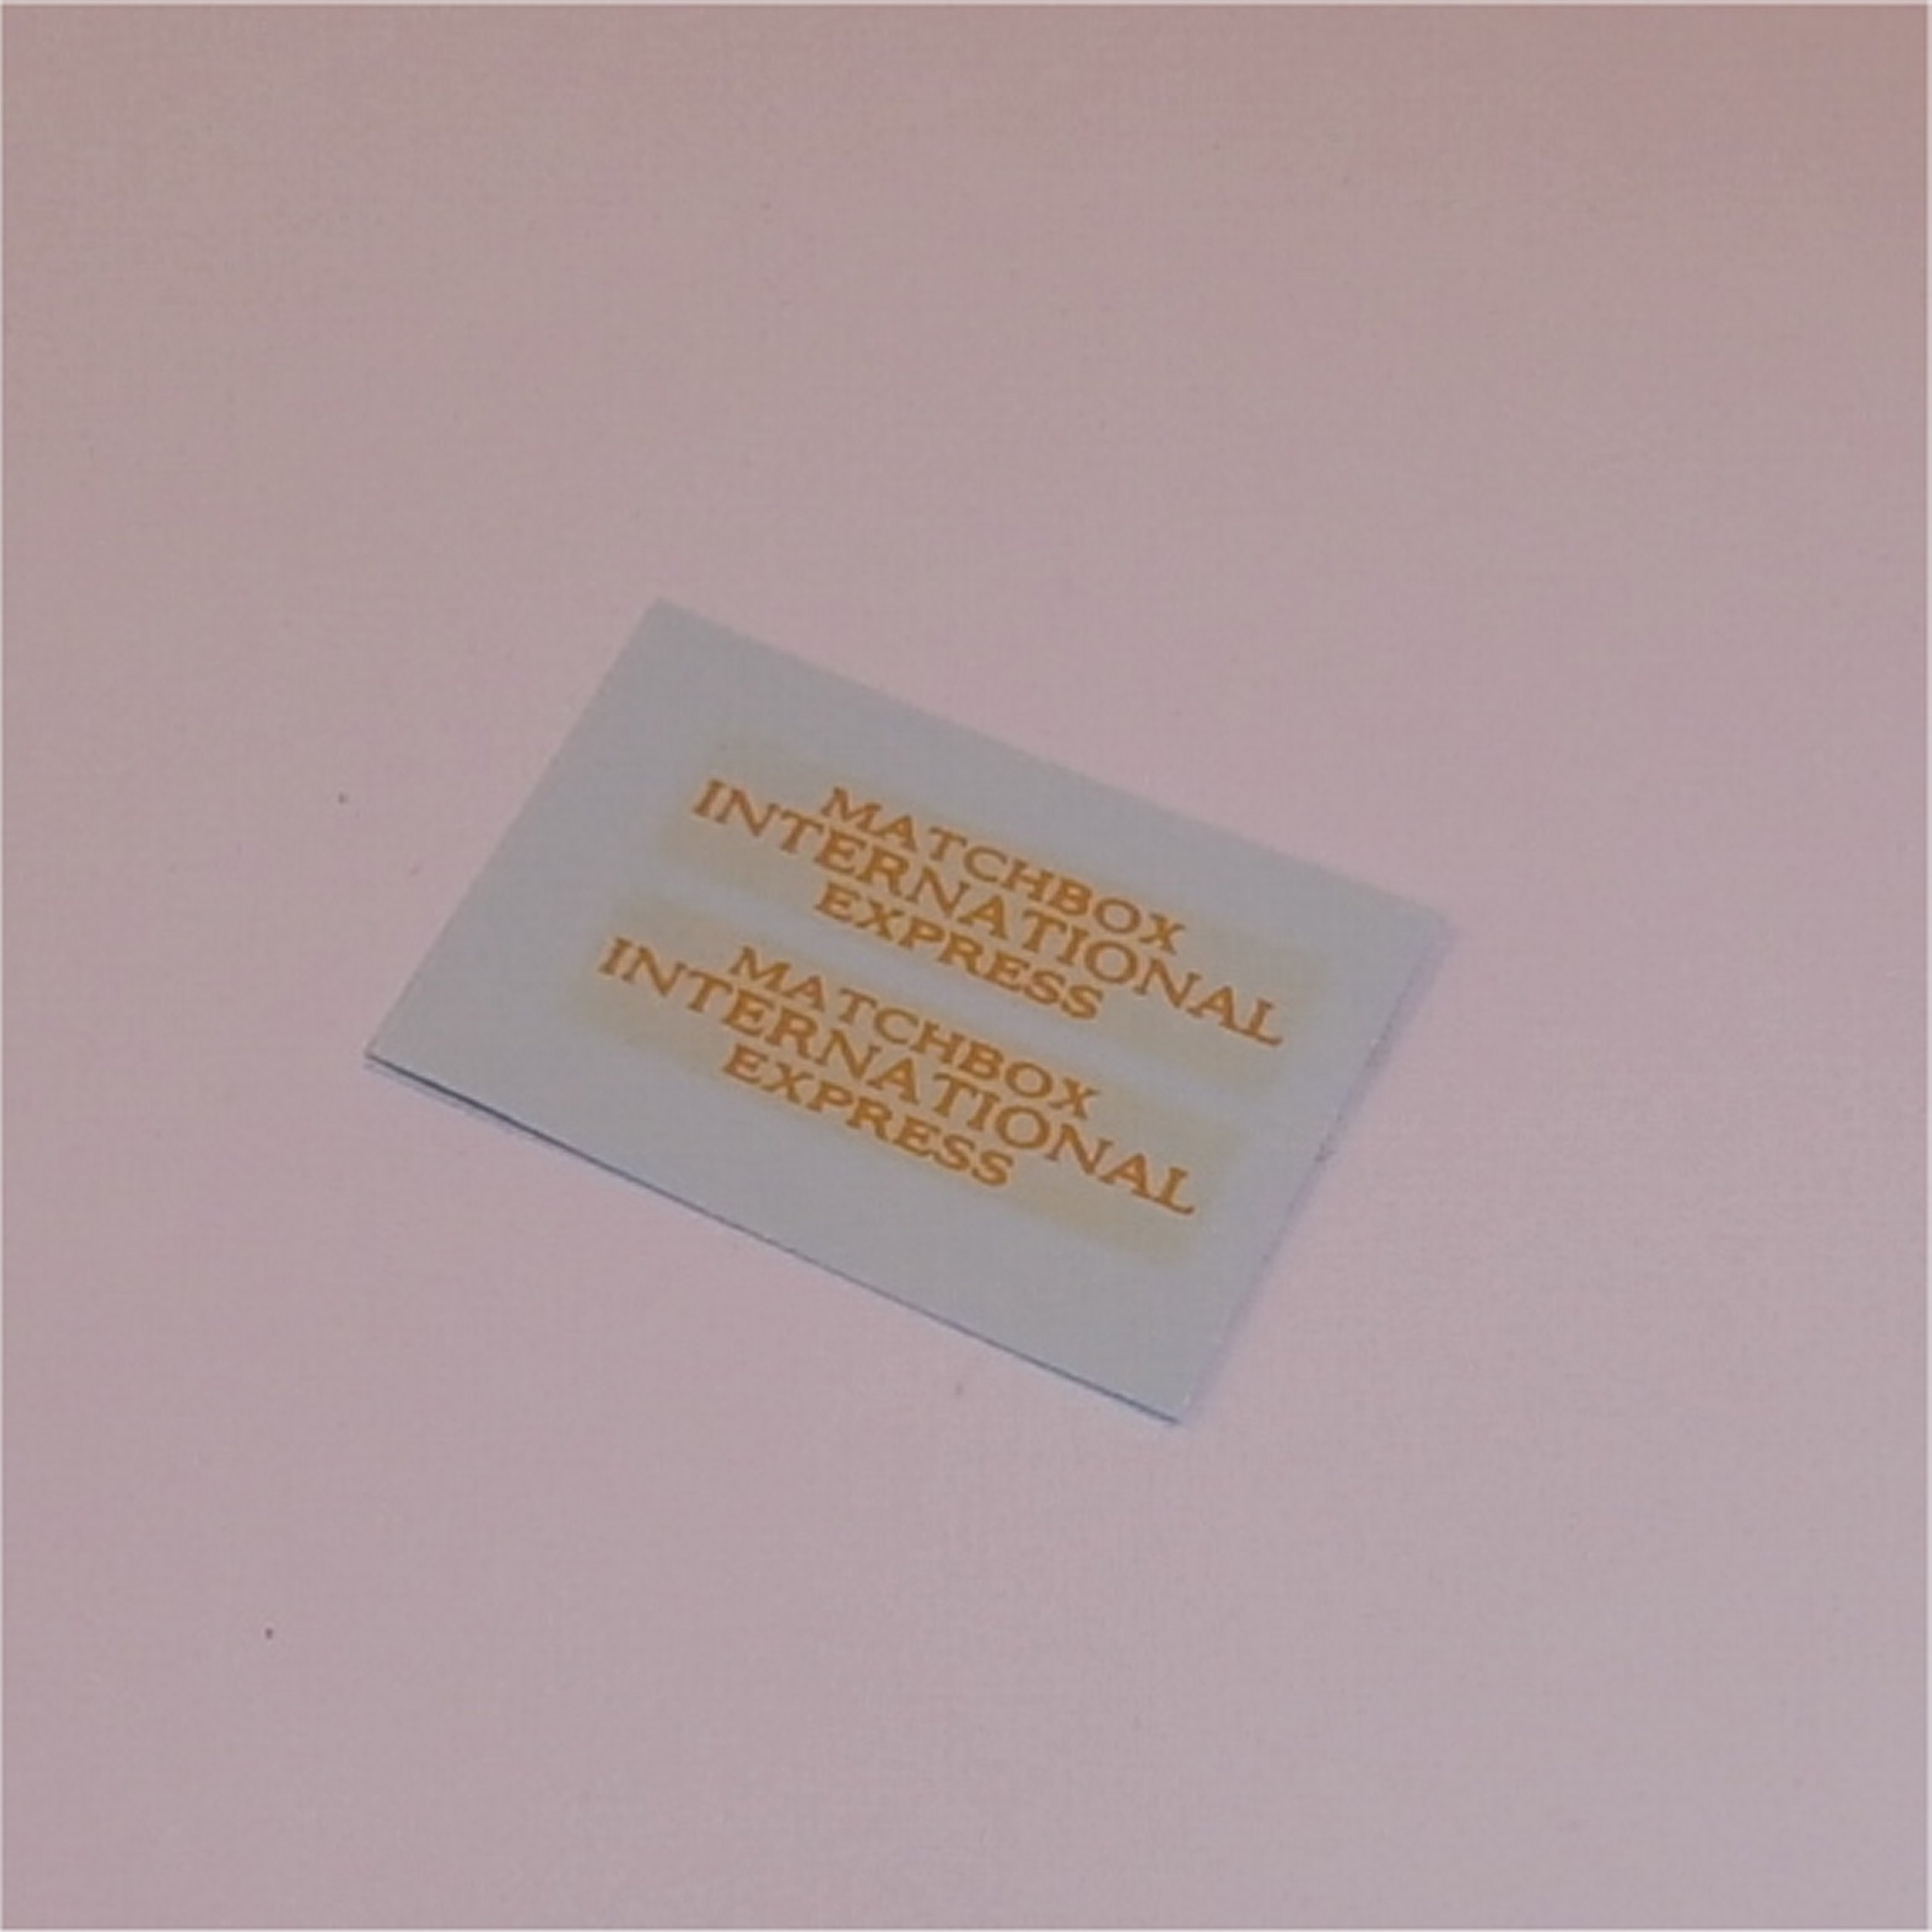 MATCHBOX
INTERNATIONAL
EXPRESS
MATCHBOX
INTERNATIONAL
EXPRESS